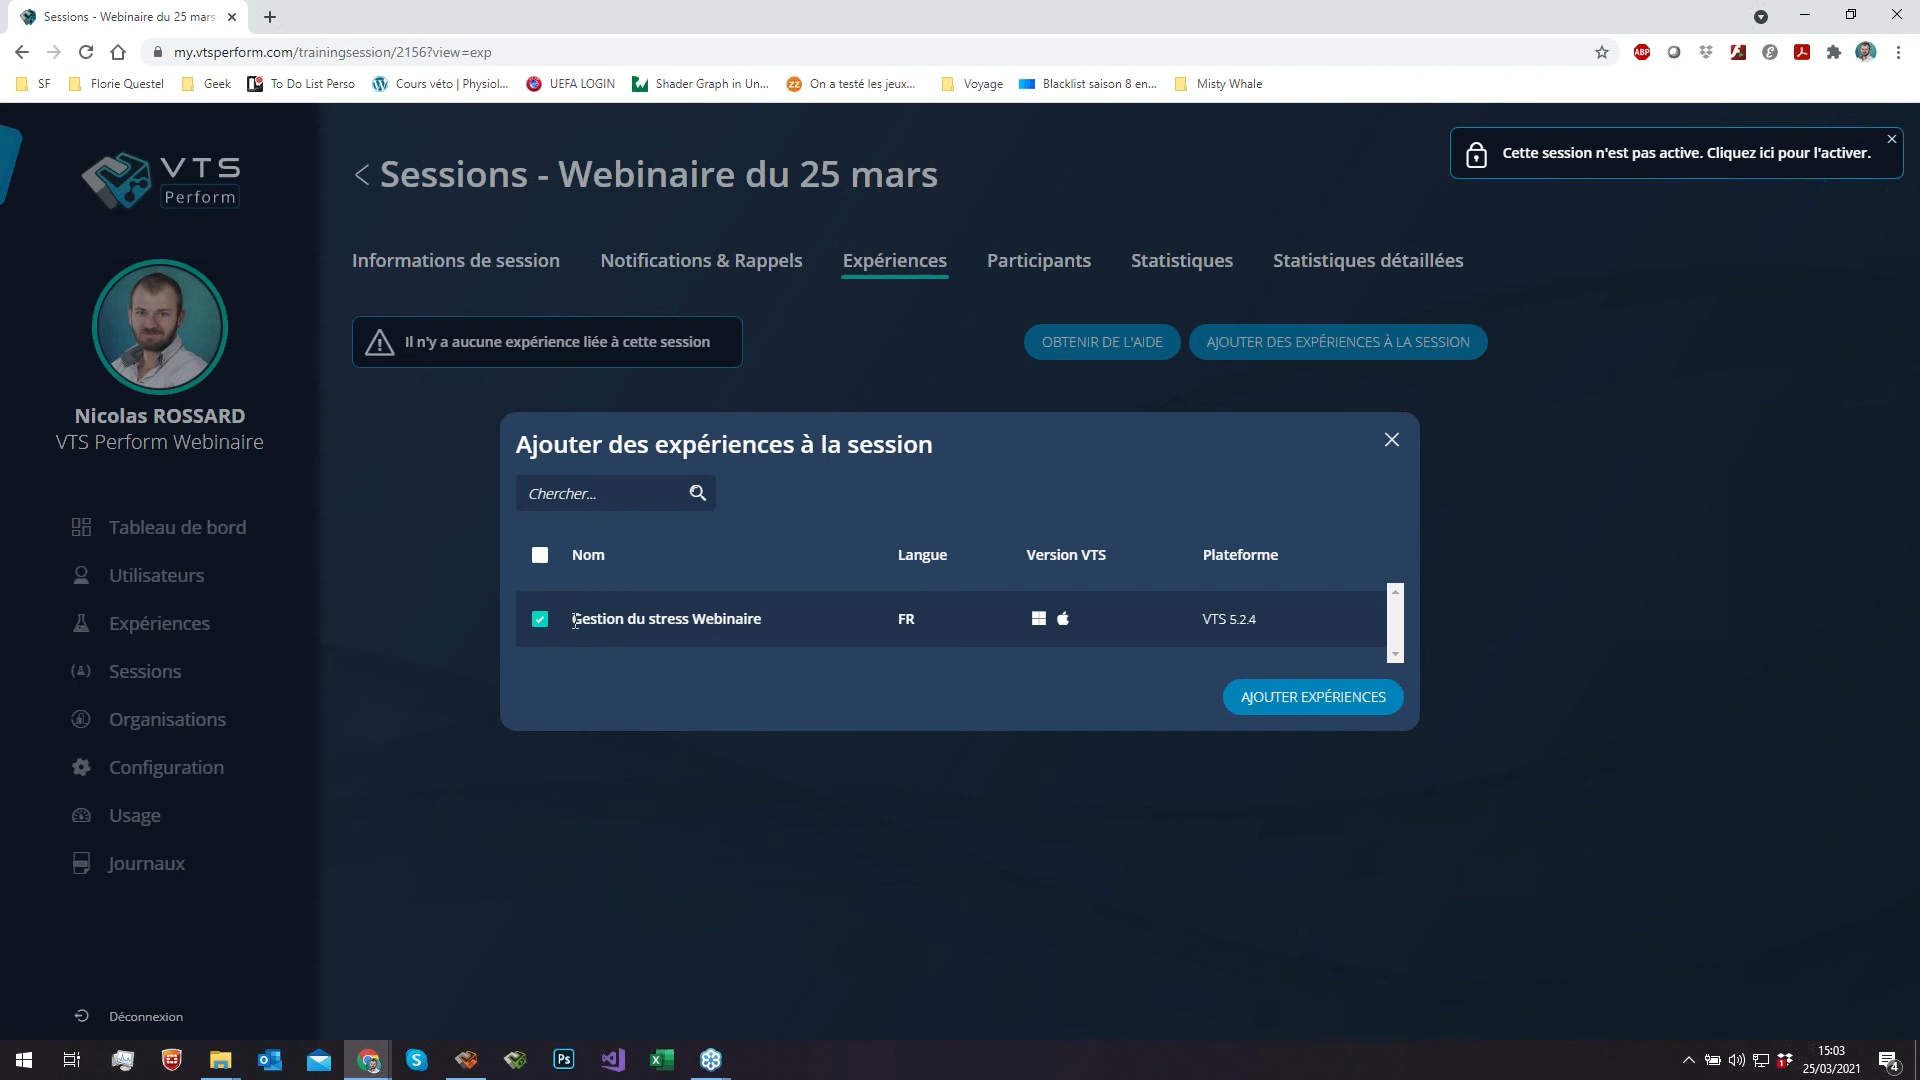 Sessions - Webinaire du 25 mars
my.vtsperform.com/trainingsession/2156?view=exp
ABP
SF
Florie Questel
Geek
To Do List Perso
Cours véto | Physiol...
UEFA LOGIN
Shader Graph in Un...
On a testé les jeux...
Voyage
Blacklist saison 8 en...
Misty Whale
VTS
Perform
Sessions - Webinaire du 25 mars
Cette session n'est pas active. Cliquez ici pour l'activer.
Informations de session
Notifications & Rappels
Expériences
Participants
Statistiques
Statistiques détaillées
Il n'y a aucune expérience liée à cette session
OBTENIR DE L'AIDE
AJOUTER DES EXPÉRIENCES À LA SESSION
Nicolas ROSSARD
VTS Perform Webinaire
Ajouter des expériences à la session
Chercher...
Nom
Langue
Version VTS
Plateforme
Gestion du stress Webinaire
FR
VTS 5.2.4
AJOUTER EXPÉRIENCES
Tableau de bord
Utilisateurs
Expériences
Sessions
Organisations
Configuration
Usage
Journaux
Déconnexion
Ps
15:03
25/03/2021
4